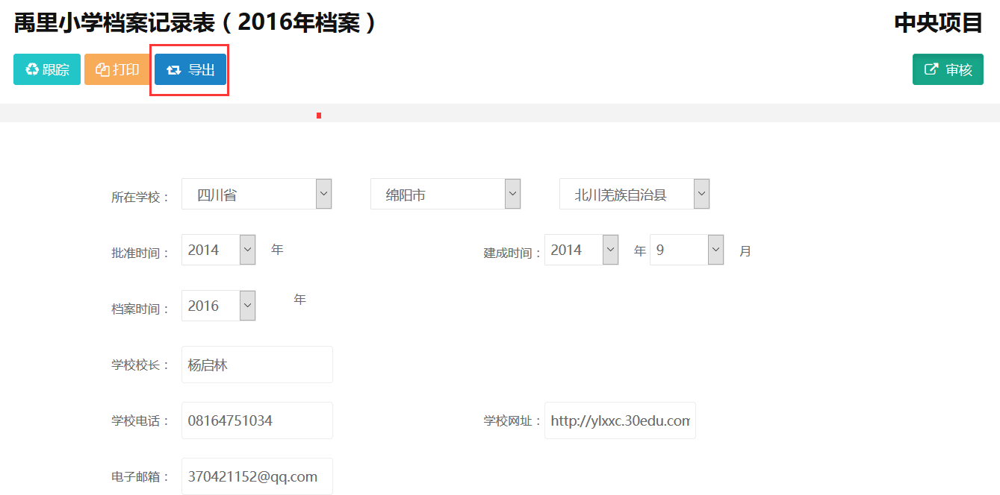 禹里小学档案记录表（2016年档案） 中央项目
跟踪 打印 导出 审核
所在学校： 四川省 绵阳市 北川羌族自治县
批准时间： 2014 年 建成时间： 2014 年 9 月
档案时间： 2016 年
学校校长： 杨启林
学校电话： 08164751034 学校网址： http://ylxxc.30edu.com
电子邮箱： 370421152@qq.com